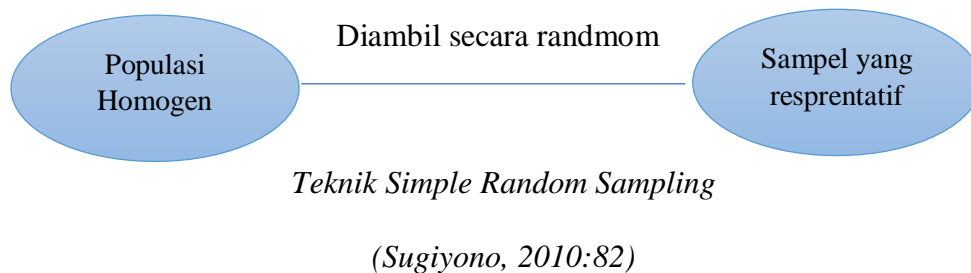 Populasi
Homogen
Diambil secara randmom
Sampel yang
resprentatif
Teknik Simple Random Sampling
(Sugiyono, 2010:82)